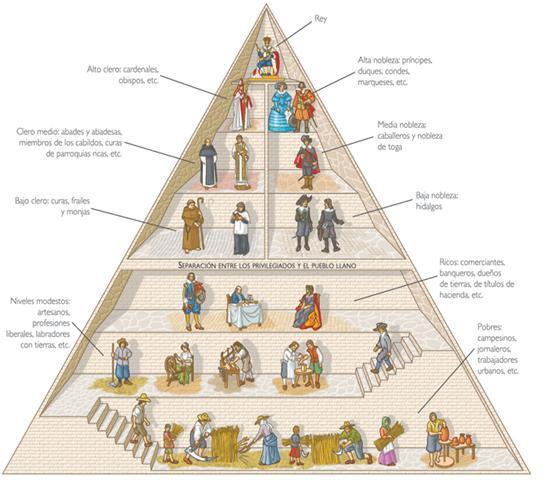 Rey
Alto clero: cardenales,
obispos, etc.
Alta nobleza: príncipes,
duques, condes,
marqueses, etc.
Clero medio: abades y abadesas,
miembros de los cabildos, curas
de parroquias ricas, etc.
Media nobleza:
caballeros y nobleza
de toga
Bajo clero: curas, frailes
y monjas
Baja nobleza:
hidalgos
SEPARACIÓN ENTRE LOS PRIVILEGIADOS Y EL PUEBLO LLANO
Ricos: comerciantes,
banqueros, dueños
de tierras, de títulos de
hacienda, etc.
Niveles modestos:
artesanos,
profesiones
liberales, labradores
con tierras, etc.
Pobres:
campesinos,
jornaleros,
trabajadores
urbanos, etc.